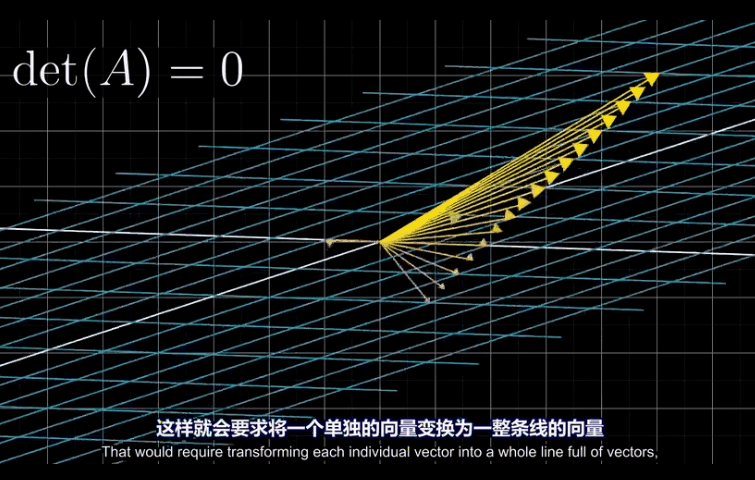 det(A) = 0
这样就会要求将一个单独的向量变换为一整条线的向量
That would require transforming each individual vector into a whole line full of vectors,